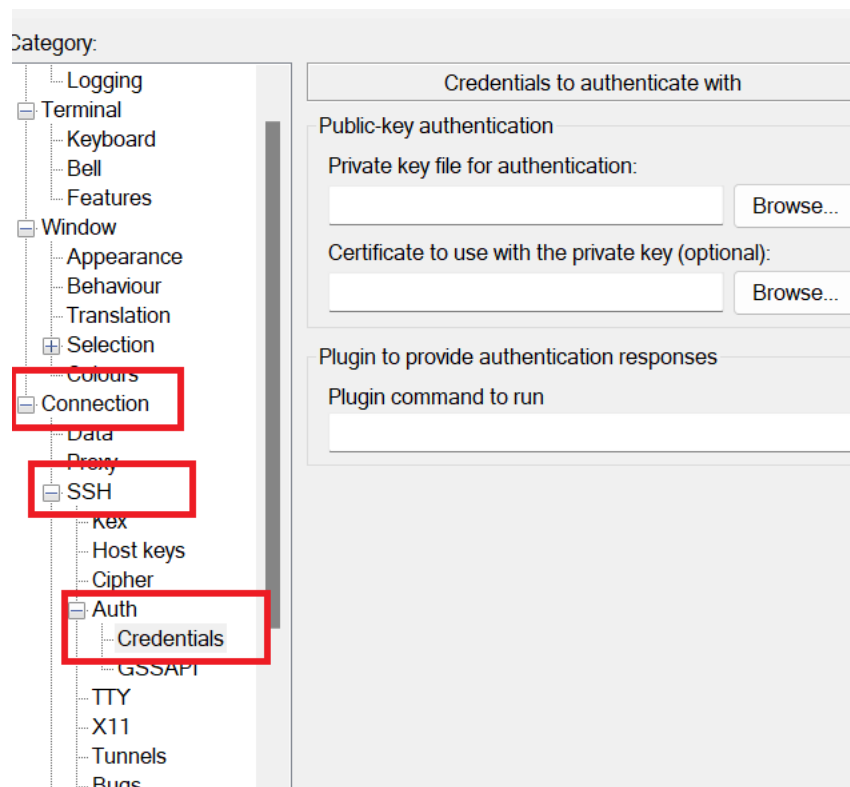 Category:
Logging
Terminal
Keyboard
Bell
Features
Window
Appearance
Behaviour
Translation
Selection
Colours
Connection
Data
Proxy
SSH
Kex
Host keys
Cipher
Auth
Credentials
GSSAPI
TTY
X11
Tunnels
Bugs
Credentials to authenticate with
Public-key authentication
Private key file for authentication:
Browse...
Certificate to use with the private key (optional):
Browse...
Plugin to provide authentication responses
Plugin command to run